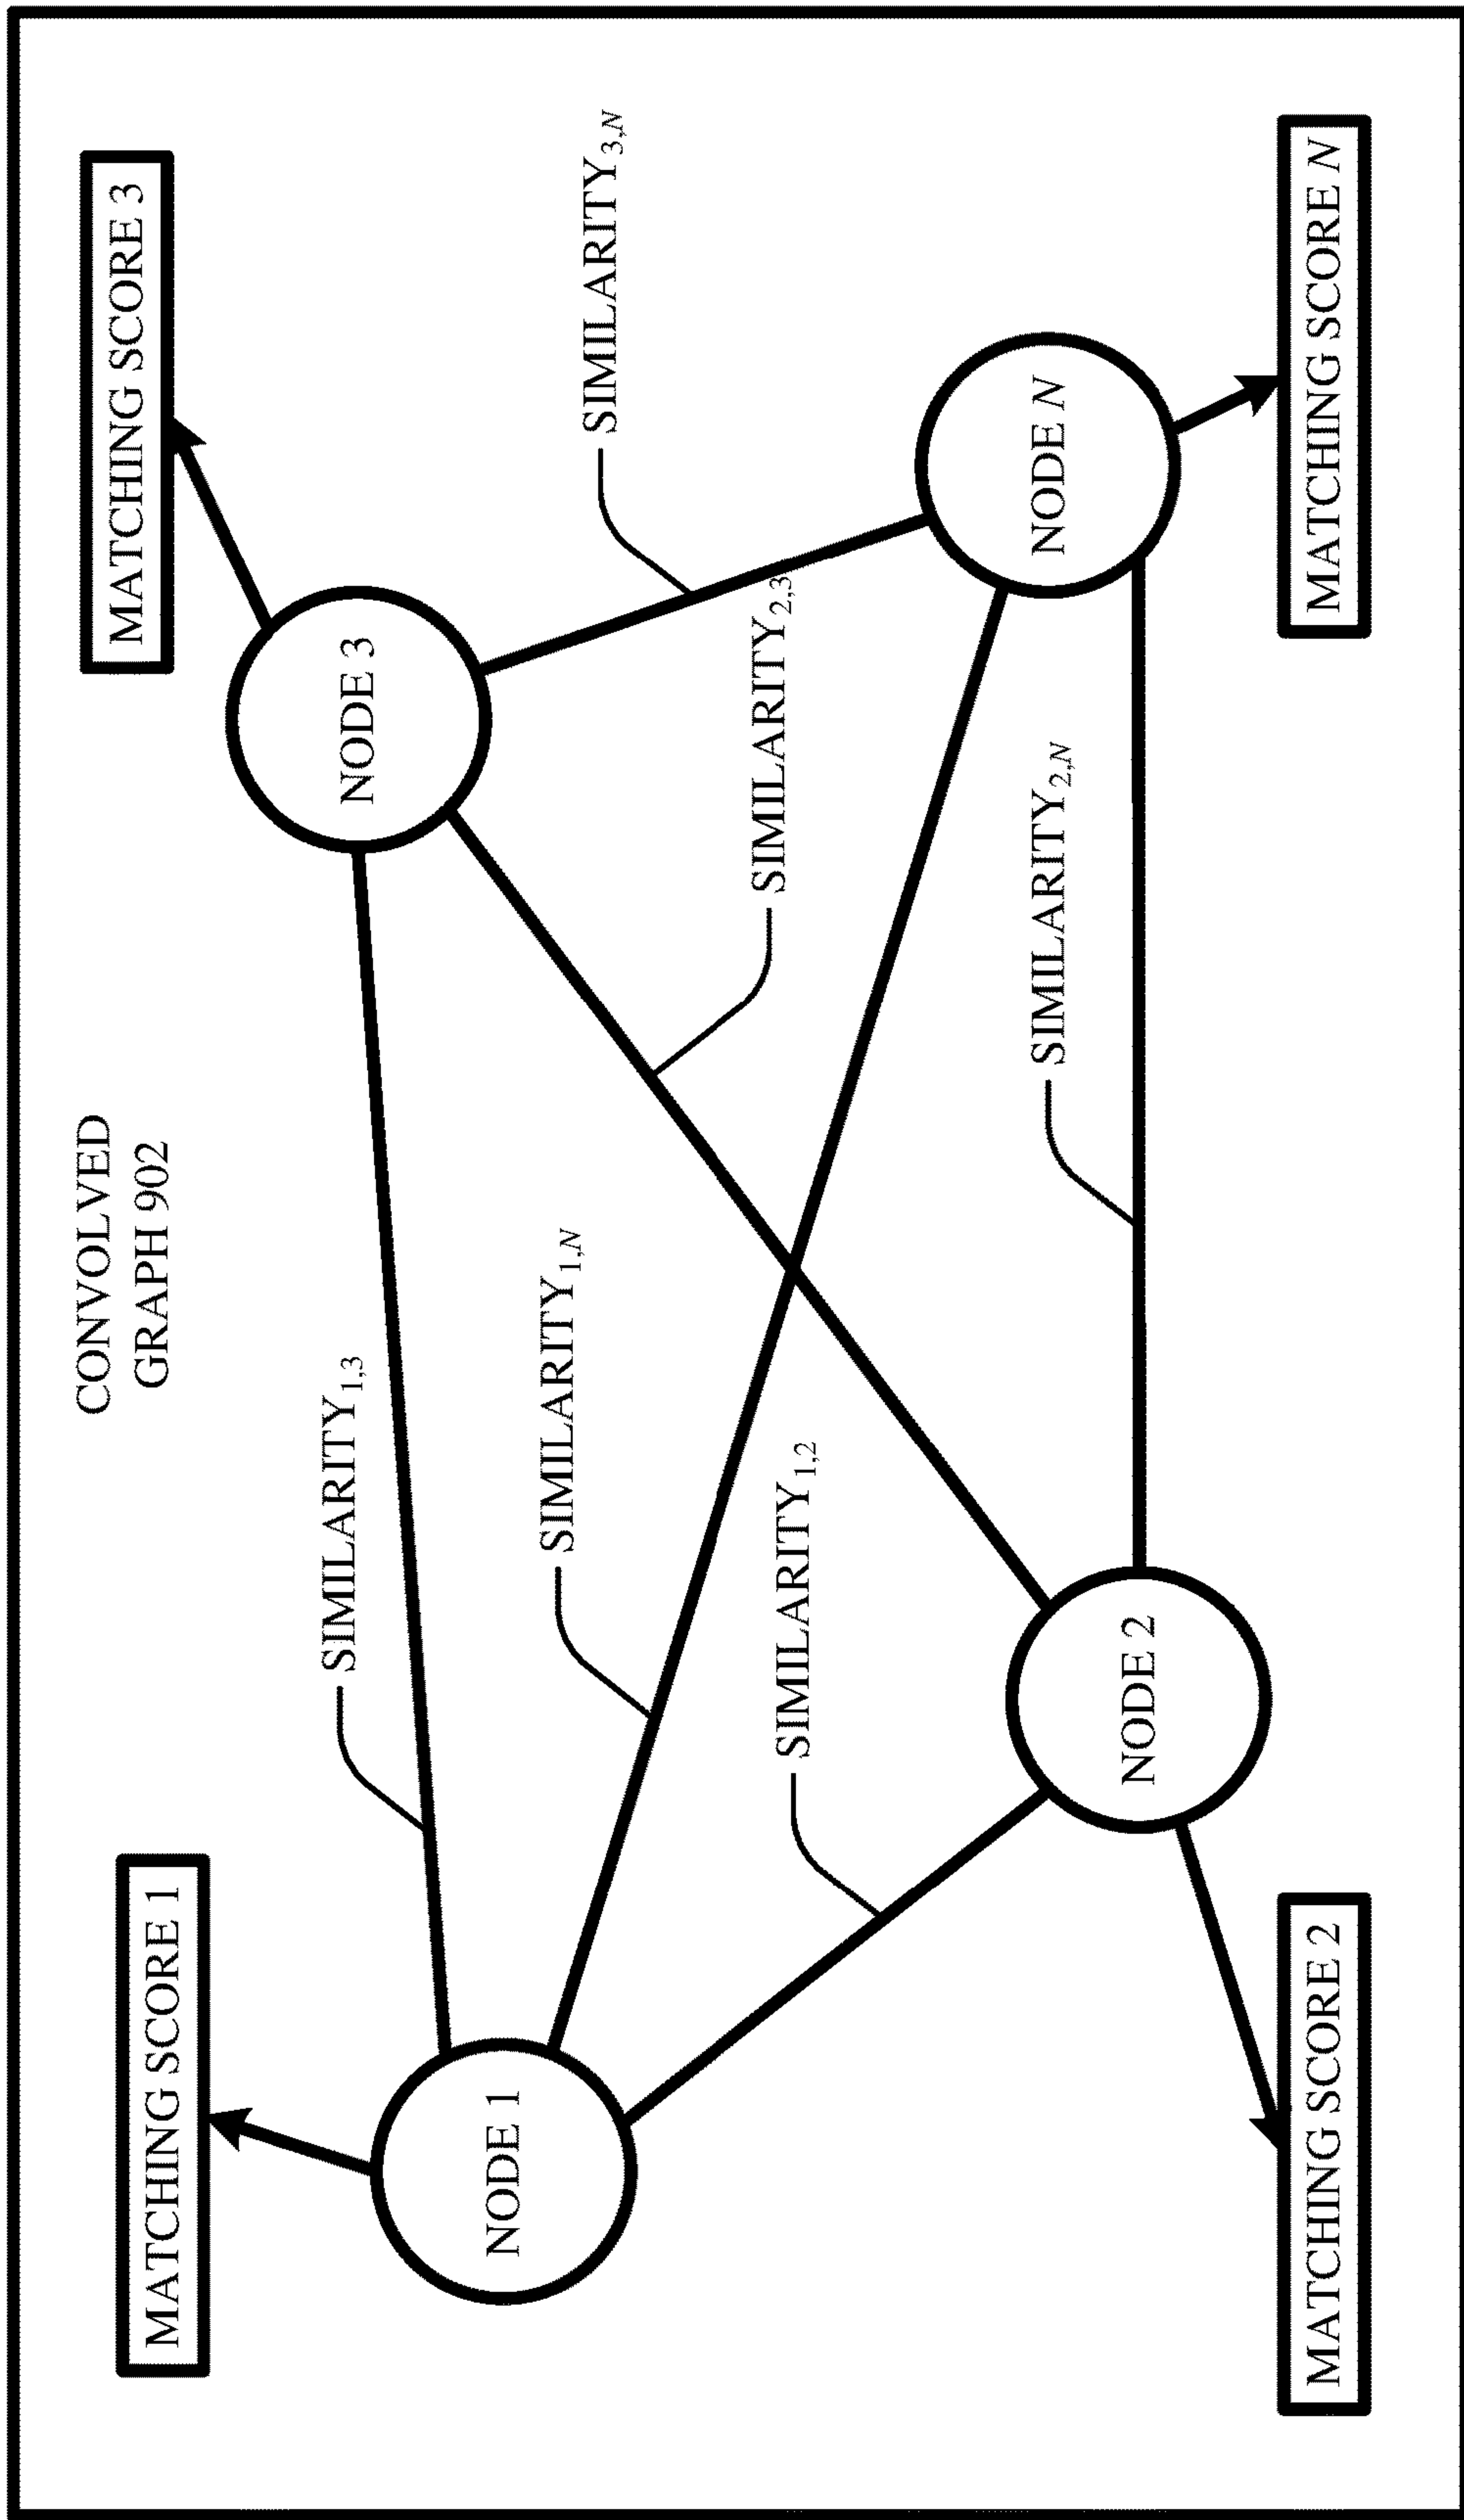 CONVOLVED
GRAPH 902
MATCHING SCORE 1
MATCHING SCORE 3
NODE 3
SIMILARITY1,3
NODE 1
SIMILARITY1,N
SIMILARITY3,N
SIMILARITY2,3
SIMILARITY1,2
NODE N
SIMILARITY2,N
NODE 2
MATCHING SCORE 2
MATCHING SCORE N